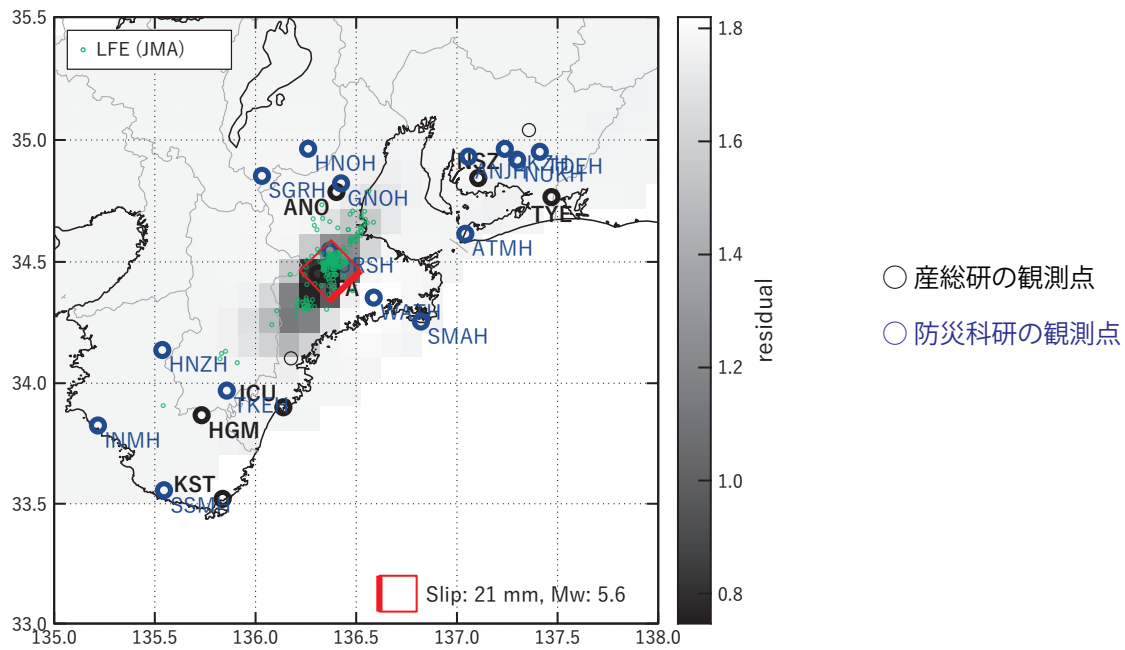 35.5
35.0
34.5
34.0
33.5
33.0
135.0
135.5
136.0
136.5
137.0
137.5
138.0
LFE (JMA)
HNOH
SGRH
GNOH
ANO
NSZ
TYE
ATMH
SMAH
HNZH
ICU
HGM
INMH
KST
Slip: 21 mm, Mw: 5.6
1.8
1.6
1.4
1.2
1.0
0.8
residual
産総研の観測点
防災科研の観測点